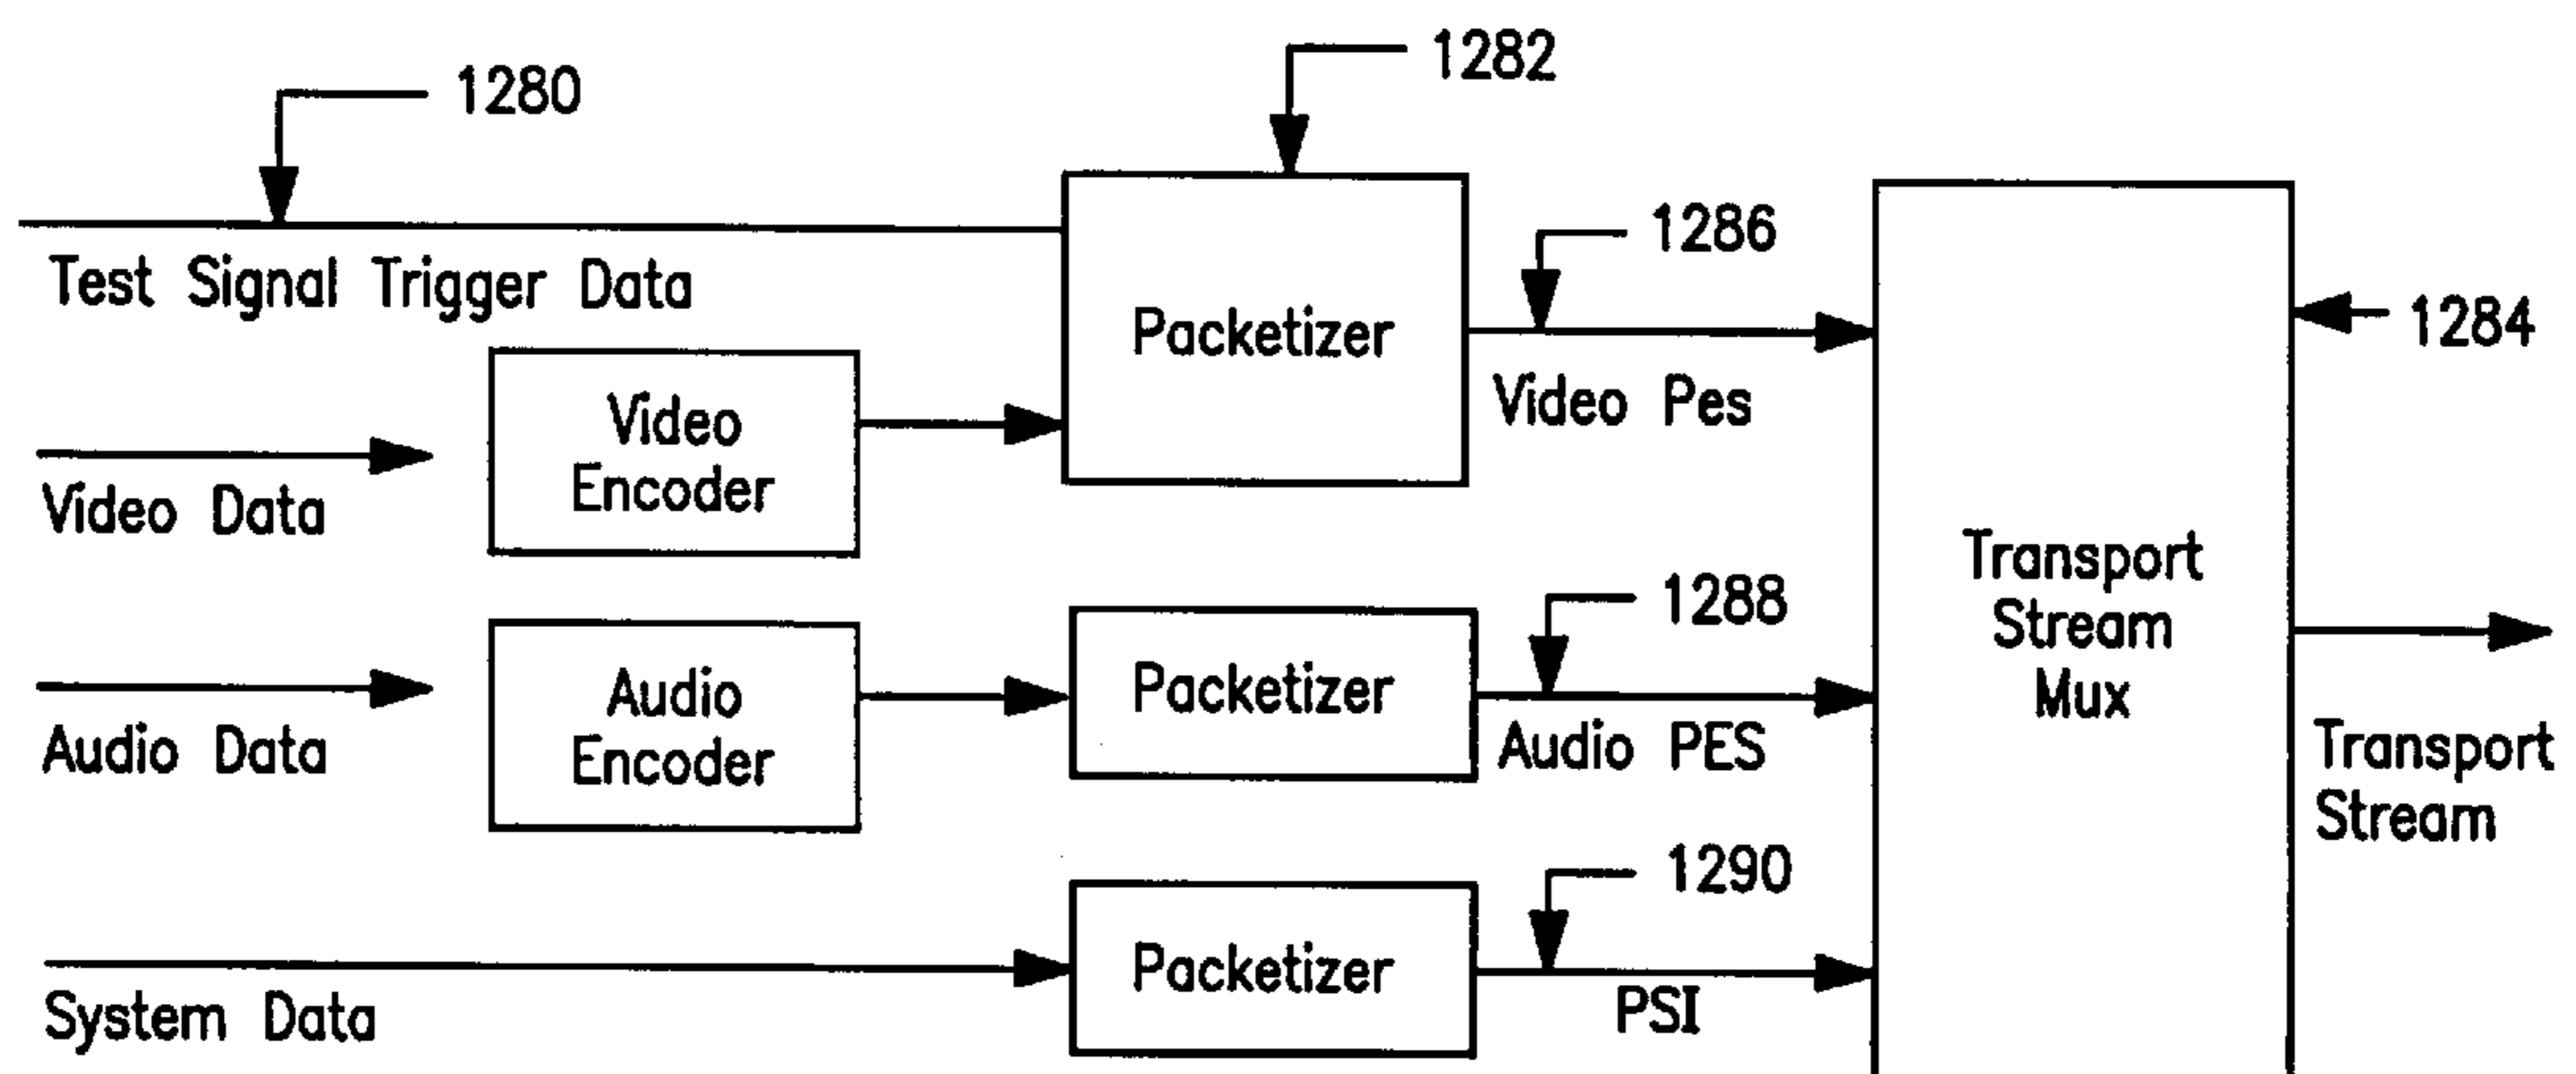 1282
1280
1286
Test Signal Trigger Data
Packetizer
1284
Video
Encoder
Video Pes
Video Data
Transport
Stream
Mux
1288
Audio
Encoder
Packetizer
Audio PES
Audio Data
Transport
Stream
1290
Packetizer
PSI
System Data